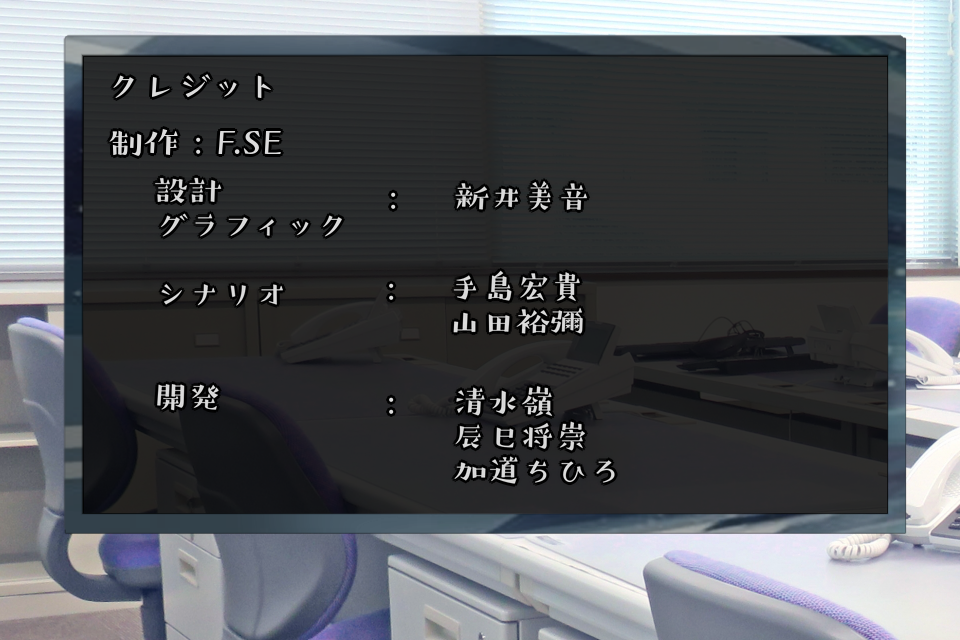 クレジット
制作：F.SE
設計
グラフィック ： 新井美音
シナリオ ： 手島宏貴
山田裕彌
開発 ： 清水嶺
辰巳将崇
加道ちひろ